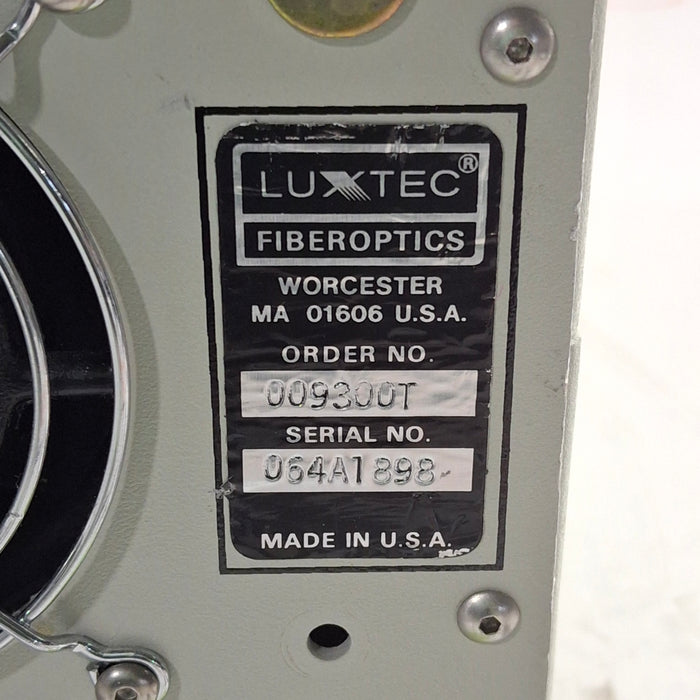 LUXTEC®
FIBEROPTICS
WORCESTER
MA 01606 U.S.A.
ORDER NO.
009300T
SERIAL NO.
064A1898
MADE IN U.S.A.